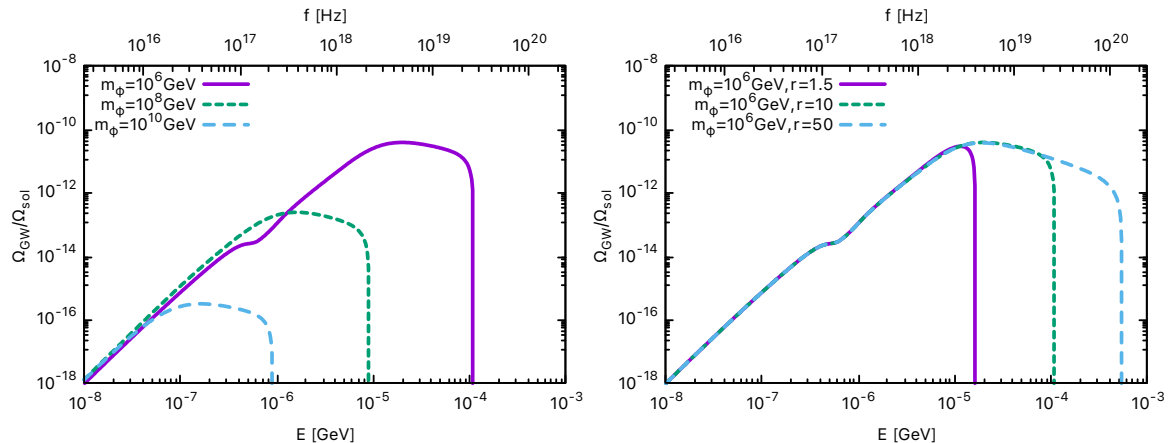 f [Hz]
10^16 10^17 10^18 10^19 10^20
10^-8
10^-10
10^-12
10^-14
10^-16
10^-18
Ω_GW/Ω_sol
m_ϕ=10^6GeV
m_ϕ=10^8GeV
m_ϕ=10^10GeV
10^-8 10^-7 10^-6 10^-5 10^-4 10^-3
E [GeV]
f [Hz]
10^16 10^17 10^18 10^19 10^20
10^-8
10^-10
10^-12
10^-14
10^-16
10^-18
Ω_GW/Ω_sol
m_ϕ=10^6GeV, r=1.5
m_ϕ=10^6GeV, r=10
m_ϕ=10^6GeV, r=50
10^-8 10^-7 10^-6 10^-5 10^-4 10^-3
E [GeV]